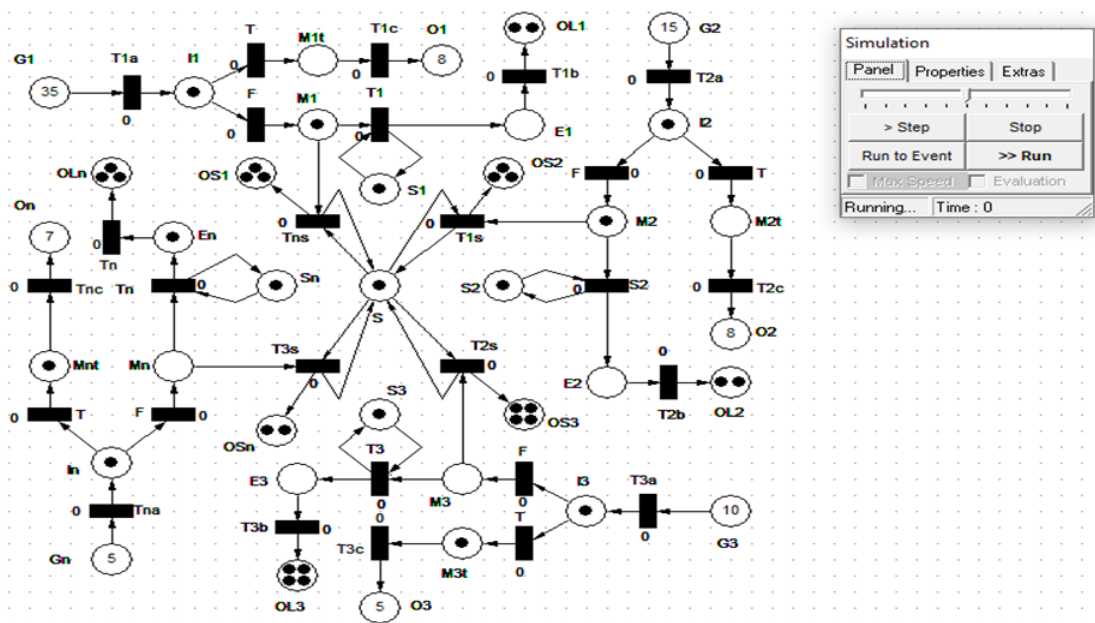 G1
35
T1a
0
I1
T
0
M1t
T1c
0
O1
8
F
0
M1
T1
0
S1
E1
OL1
0
T1b
15
G2
0
T2a
I2
F
0
0
T
M2
M2t
S2
0
S2
0
T2c
8
O2
E2
0
T2b
OL2
OS1
0
Tns
OS2
0
T1s
S
OLn
On
7
0
Tn
En
0
Tnc
Tn
0
Sn
Mnt
Mn
0
T
F
0
In
0
Tna
Gn
5
T3s
0
OSn
T2s
0
OS3
S3
T3
0
0
E3
M3
F
0
I3
T3a
0
10
G3
T3b
0
OL3
T3c
M3t
T
0
5
O3
Simulation
Panel Properties Extras
> Step Stop
Run to Event >> Run
Max Speed Evaluation
Running... Time : 0